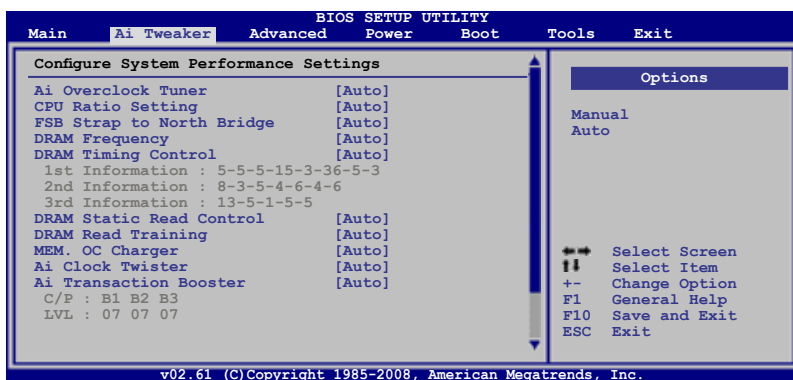 BIOS SETUP UTILITY
Main Ai Tweaker Advanced Power Boot Tools Exit
Configure System Performance Settings
Ai Overclock Tuner [Auto]
CPU Ratio Setting [Auto]
FSB Strap to North Bridge [Auto]
DRAM Frequency [Auto]
DRAM Timing Control [Auto]
1st Information : 5-5-5-15-3-36-5-3
2nd Information : 8-3-5-4-6-4-6
3rd Information : 13-5-1-5-5
DRAM Static Read Control [Auto]
DRAM Read Training [Auto]
MEM. OC Charger [Auto]
Ai Clock Twister [Auto]
Ai Transaction Booster [Auto]
C/P : B1 B2 B3
LVL : 07 07 07
Options
Manual
Auto
Select Screen
Select Item
+- Change Option
F1 General Help
F10 Save and Exit
ESC Exit
v02.61 (C)Copyright 1985-2008, American Megatrends, Inc.